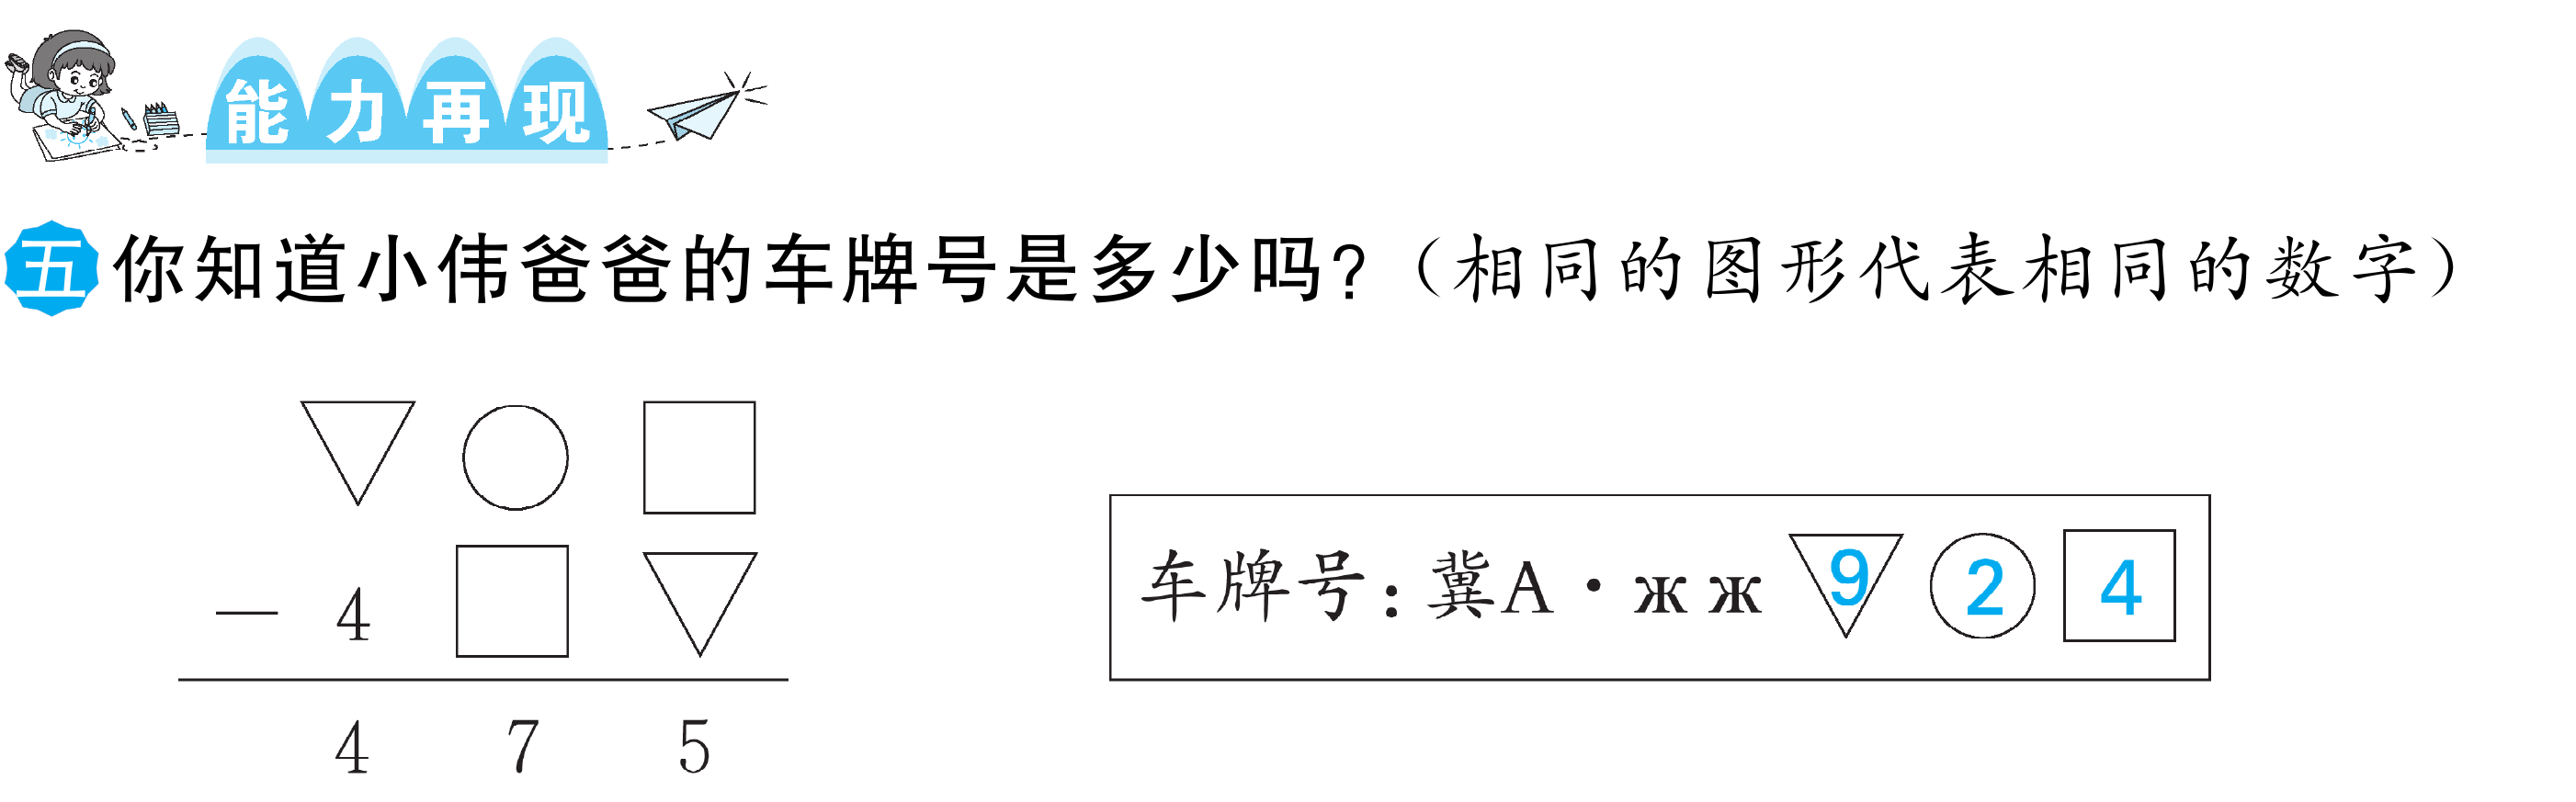 能力再现
五 你知道小伟爸爸的车牌号是多少吗？（相同的图形代表相同的数字）
▽ ○ □
— 4 □ ▽
4 7 5
车牌号：冀A·ж ж 9 2 4